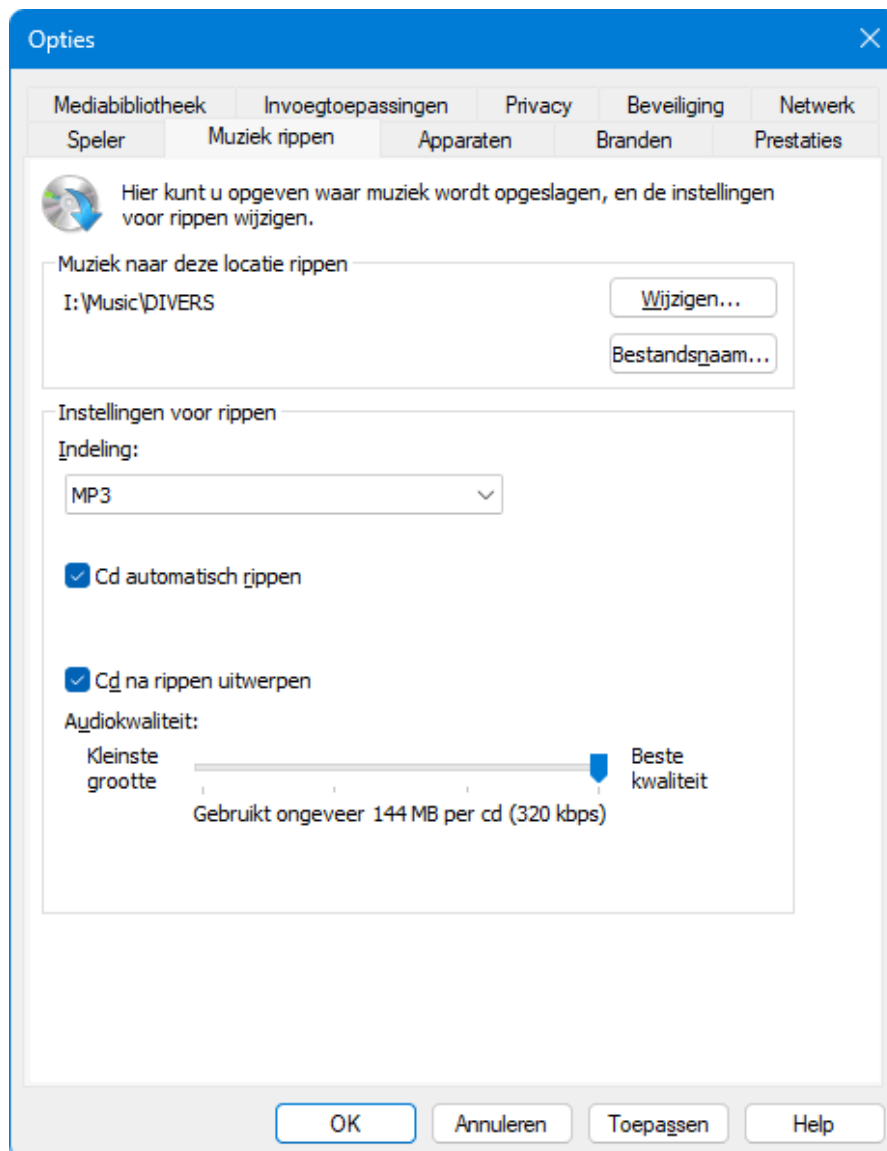 Opties
Mediabibliotheek Invoegtoepassingen Privacy Beveiliging Netwerk
Speler Muziek rippen Apparaten Branden Prestaties
Hier kunt u opgeven waar muziek wordt opgeslagen, en de instellingen
voor rippen wijzigen.
Muziek naar deze locatie rippen
I:\Music\DIVERS
Wijzigen...
Bestandsnaam...
Instellingen voor rippen
Indeling:
MP3
Cd automatisch rippen
Cd na rippen uitwerpen
Audiokwaliteit:
Kleinste
grootte
Beste
kwaliteit
Gebruikt ongeveer 144 MB per cd (320 kbps)
OK Annuleren Toepassen Help